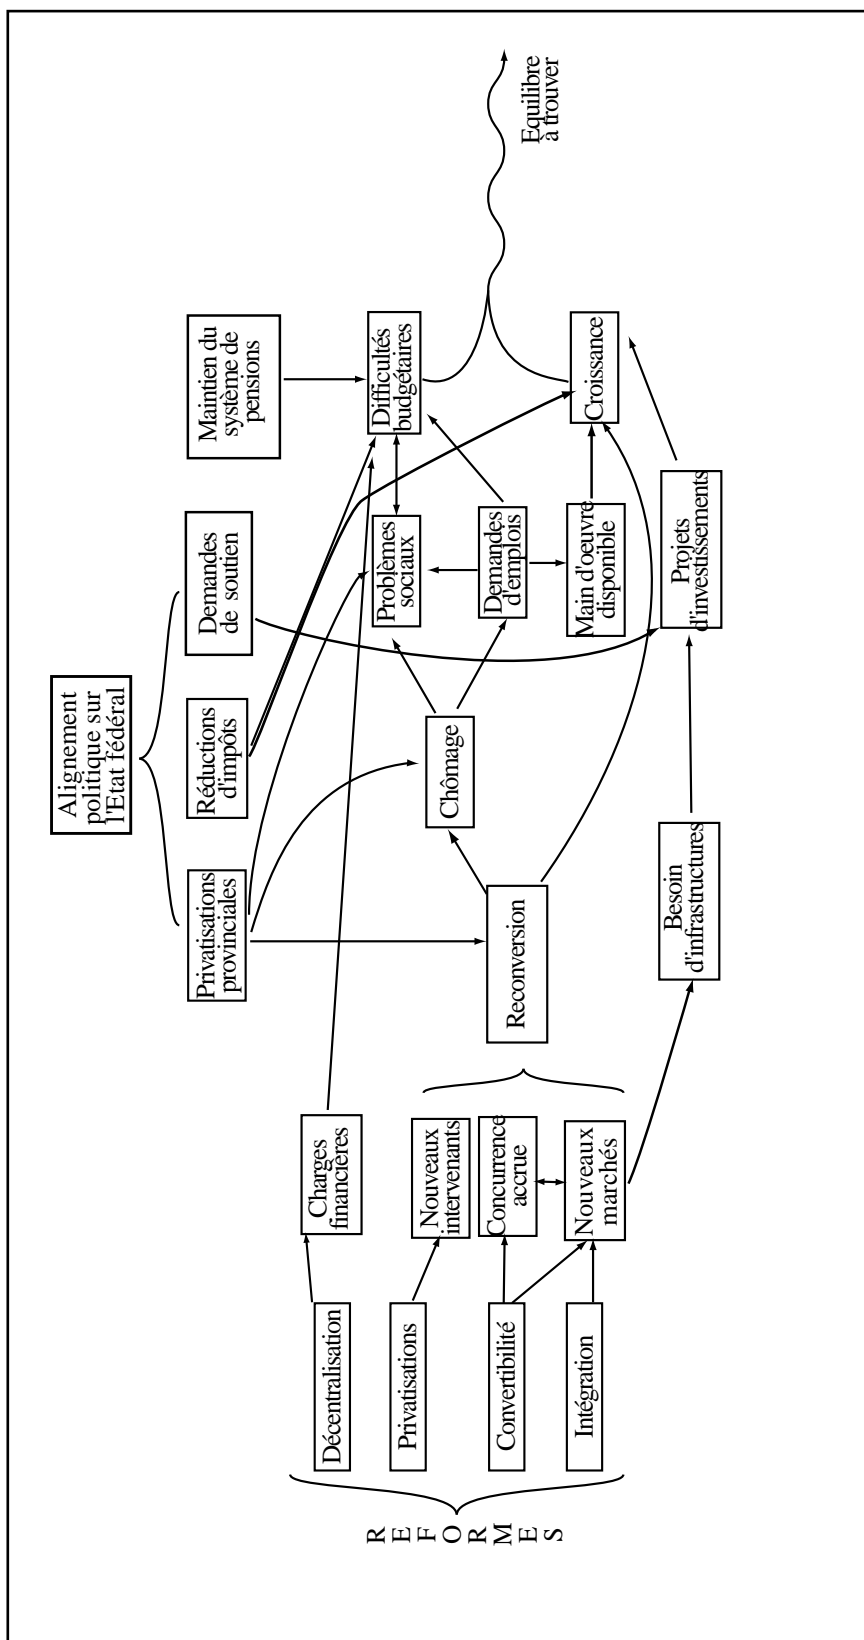 Alignement
politique sur
l'Etat fédéral
Privatisations
provinciales
Réductions
d'impôts
Demandes
de soutien
Maintien du
système de
pensions
Charges
financières
Problèmes
sociaux
Difficultés
budgétaires
Décentralisation
Privatisations
Convertibilité
Intégration
R
E
F
O
R
M
E
S
Nouveaux
intervenants
Concurrence
accrue
Nouveaux
marchés
Reconversion
Chômage
Demandes
d'emplois
Main d'oeuvre
disponible
Croissance
Equilibre
à trouver
Besoin
d'infrastructures
Projets
d'investissements